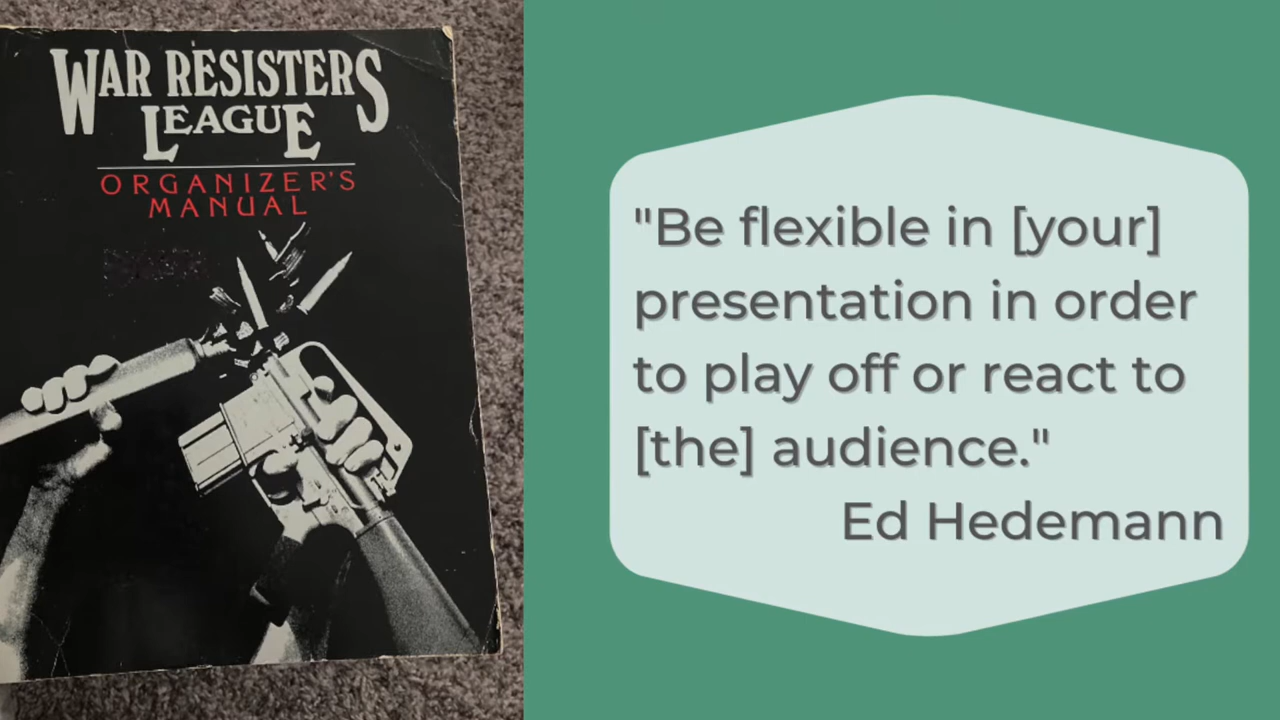 WAR RESISTERS
LEAGUE
ORGANIZER'S
MANUAL
"Be flexible in [your]
presentation in order
to play off or react to
[the] audience."
Ed Hedemann